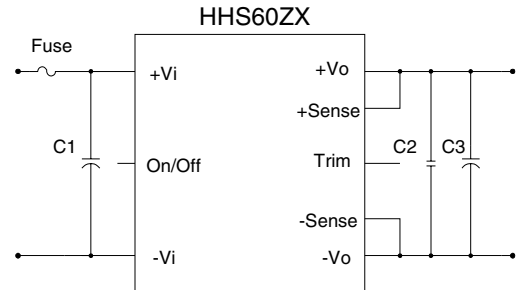 HHS60ZX
Fuse
+Vi
+Vo
+Sense
C1
On/Off
Trim
C2
C3
-Sense
-Vi
-Vo